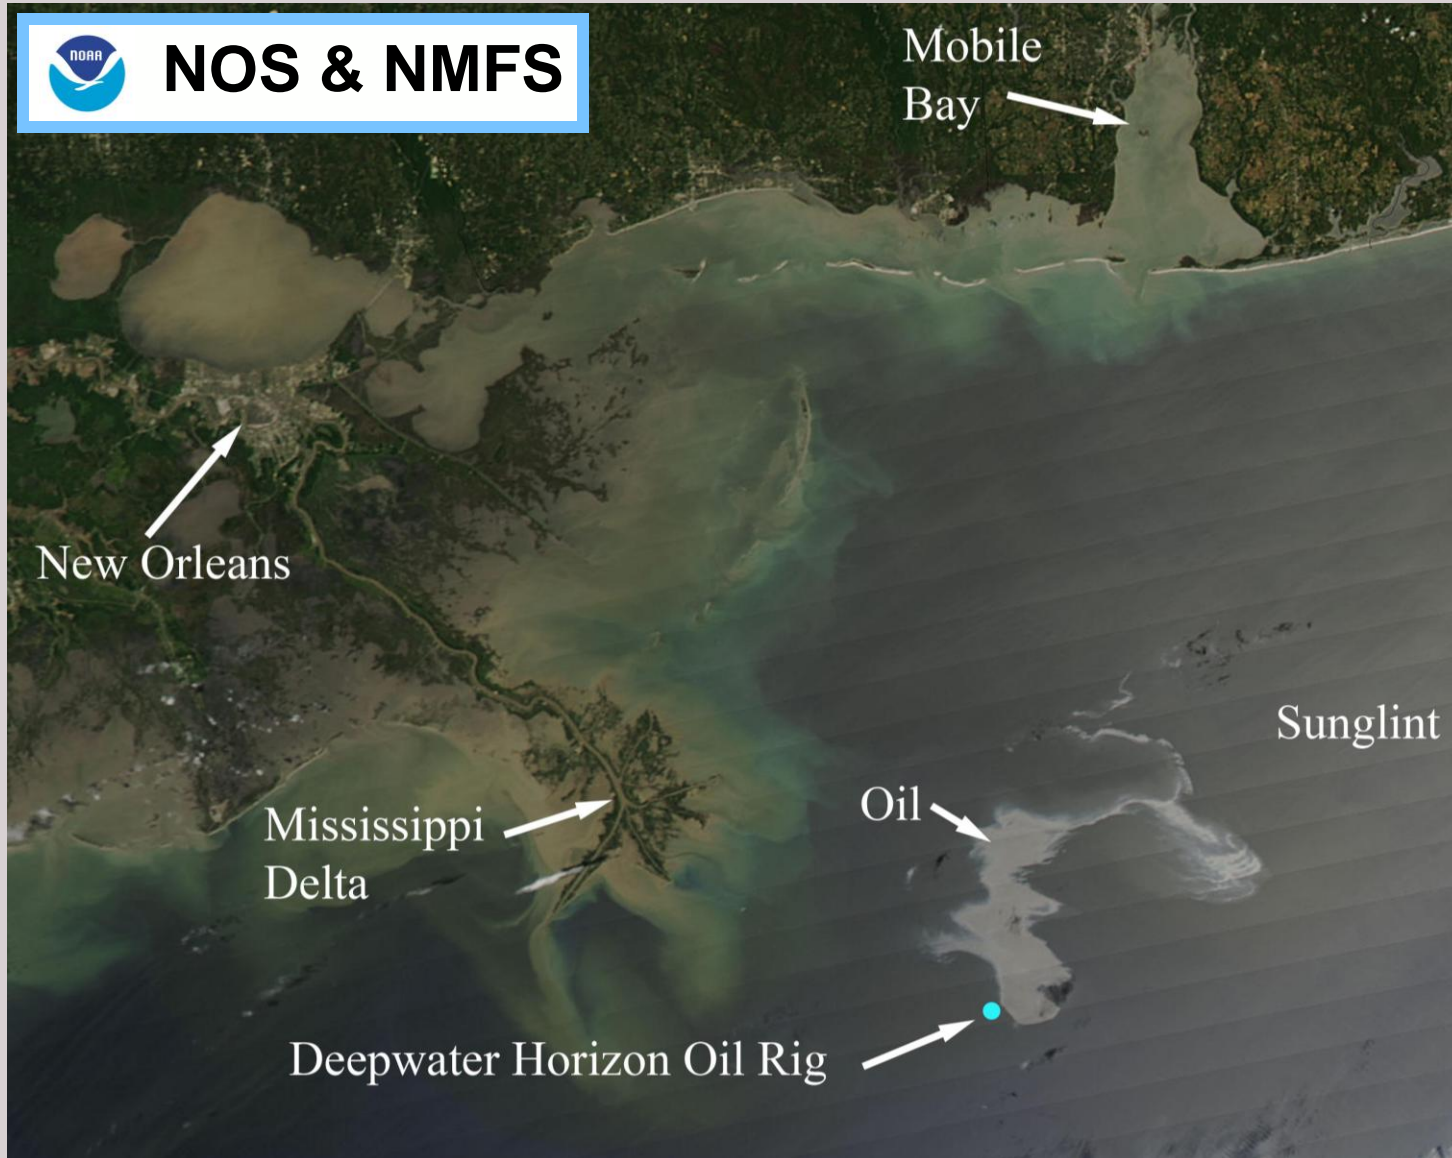 NOAA
NOS & NMFS
Mobile
Bay
New Orleans
Sunglint
Oil
Mississippi
Delta
Deepwater Horizon Oil Rig